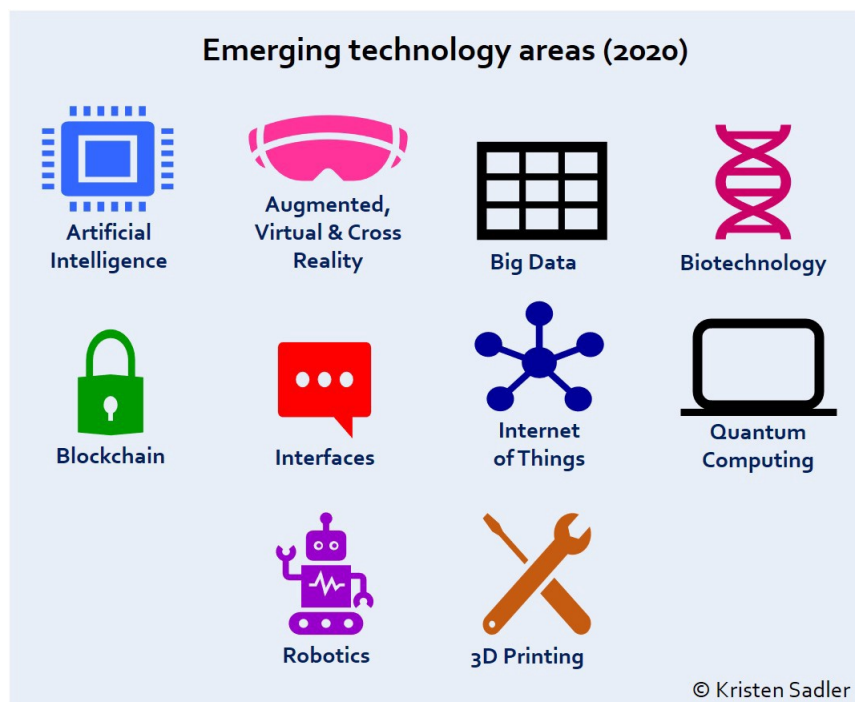 Emerging technology areas (2020)
Artificial
Intelligence
Augmented,
Virtual & Cross
Reality
Big Data
Biotechnology
Blockchain
Interfaces
Internet
of Things
Quantum
Computing
Robotics
3D Printing
© Kristen Sadler